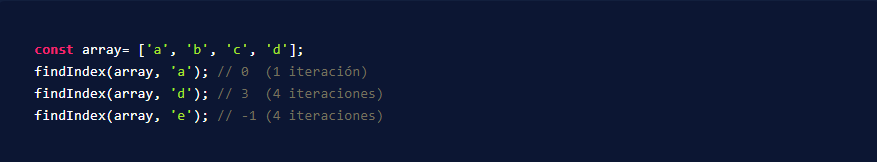 const array= ['a', 'b', 'c', 'd'];
findIndex(array, 'a'); // 0  (1 iteración)
findIndex(array, 'd'); // 3  (4 iteraciones)
findIndex(array, 'e'); // -1 (4 iteraciones)